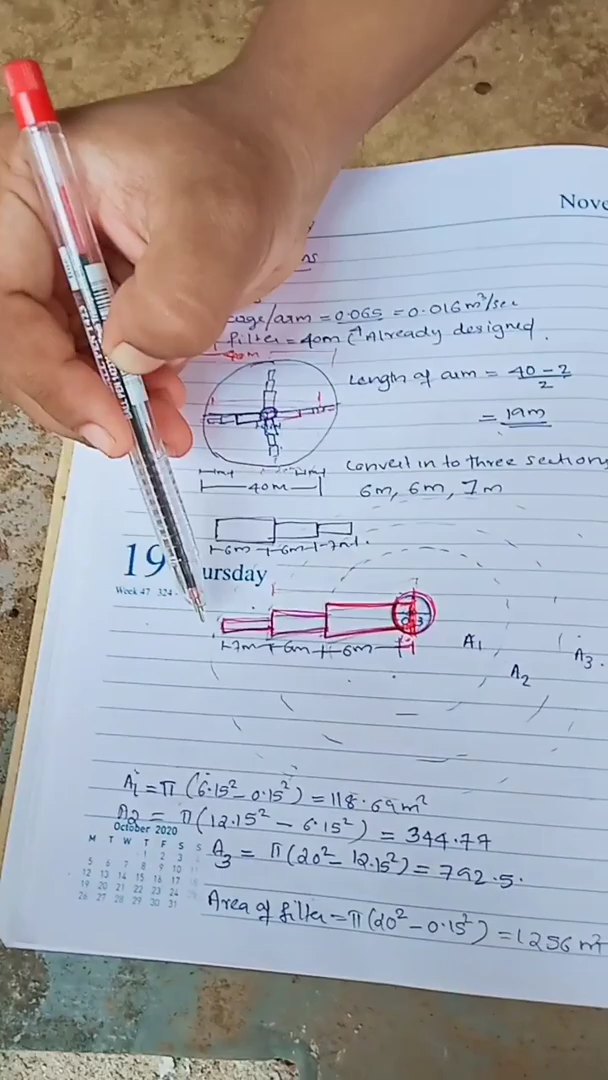 Nove
ns
/arm = 0.065 = 0.016 m³/sec
filter = 40m (Already designed.
40m
Length of arm = 40-2/2
= 19m
40m
Convert in to three sections
6m, 6m, 7m
6m 6m 7m
19
ursday
Week 47 324
7m 6m 6m
A1
A2
A3.
A1 = π (6.15² - 0.15²) = 118.69m²
A2 = π(12.15² - 6.15²) = 344.77
October 2020
M T W T F S S
1 2 3
5 6 7 8 9 10
12 13 14 15 16 17
19 20 21 22 23 24
26 27 28 29 30 31
A3 = π(20² - 12.15²) = 792.5.
Area of filter = π(20² - 0.15²) = 1256 m²